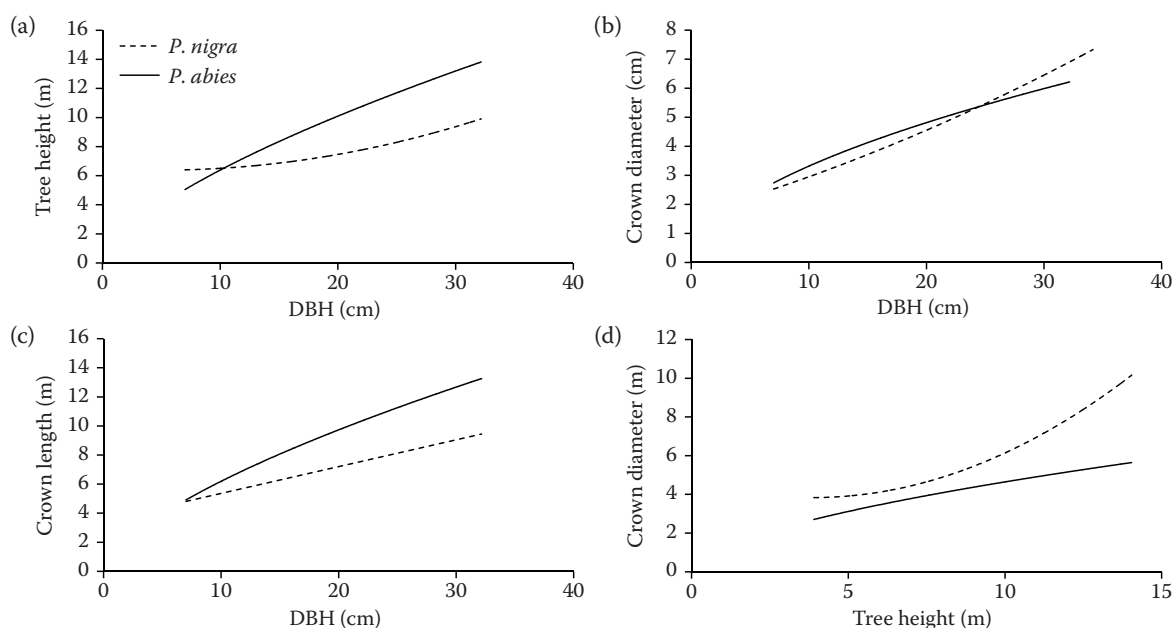 (a)
Tree height (m)
16
14
12
10
8
6
4
2
0
P. nigra
P. abies
0 10 20 30 40
DBH (cm)
(b)
Crown diameter (cm)
8
7
6
5
4
3
2
1
0
0 10 20 30 40
DBH (cm)
(c)
Crown length (m)
16
14
12
10
8
6
4
2
0
0 10 20 30 40
DBH (cm)
(d)
Crown diameter (m)
12
10
8
6
4
2
0
0 5 10 15
Tree height (m)